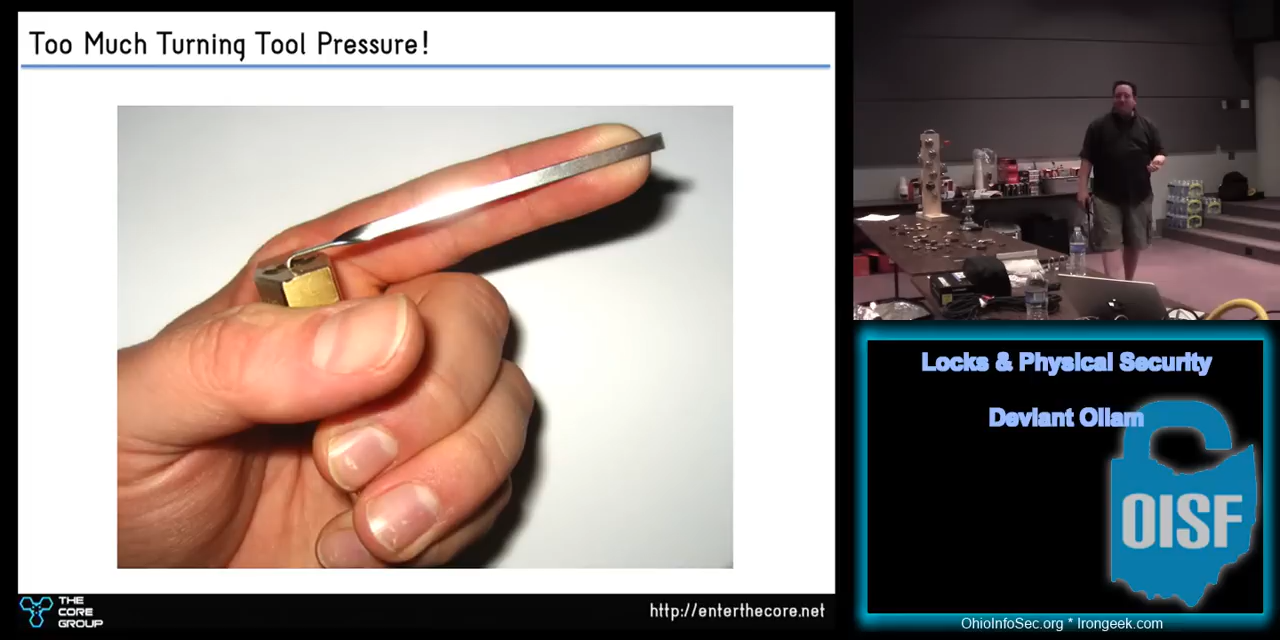 Too Much Turning Tool Pressure!
THE
CORE
GROUP
http://enterthecore.net
Locks & Physical Security
Deviant Ollam
OISF
OhioInfoSec.org * Irongeek.com